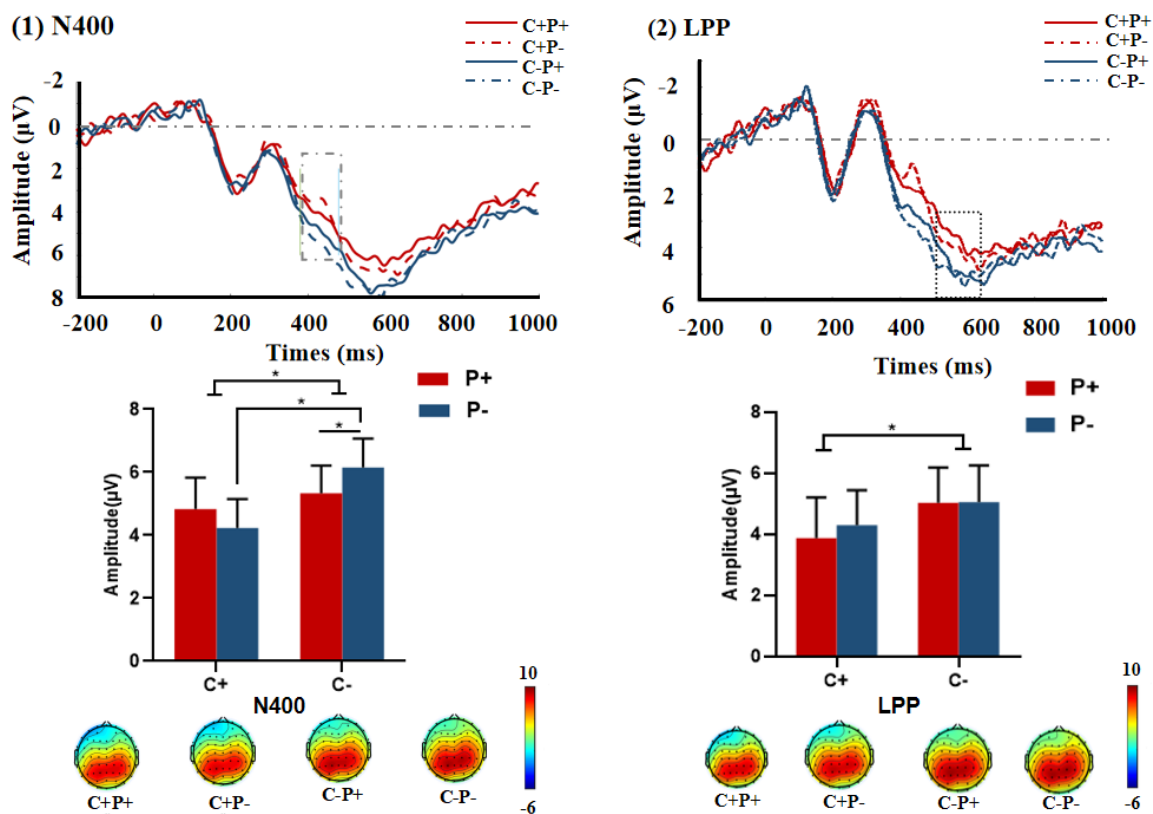 (1) N400
C+P+
C+P-
C-P+
C-P-
-2
0
2
4
6
8
Amplitude (μV)
-200 0 200 400 600 800 1000
Times (ms)
P+
P-
*
*
*
8
6
4
2
0
Amplitude(μV)
C+ C-
N400
10
-6
C+P+ C+P- C-P+ C-P-
(2) LPP
C+P+
C+P-
C-P+
C-P-
-2
0
2
4
6
Amplitude (μV)
-200 0 200 400 600 800 1000
Times (ms)
P+
P-
*
8
6
4
2
0
Amplitude(μV)
C+ C-
LPP
10
-6
C+P+ C+P- C-P+ C-P-